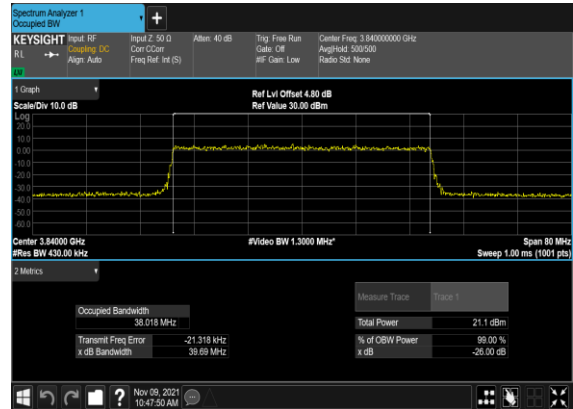 Spectrum Analyzer 1
Occupied BW
+
KEYSIGHT Input: RF Input Z: 50 Ω Atten: 40 dB Trig: Free Run Center Freq: 3.840000000 GHz
RL Coupling: DC Corr CCorr Gate: Off Avg|Hold: 500/500
Align: Auto Freq Ref: Int (S) #IF Gain: Low Radio Std: None
1 Graph
Ref Lvl Offset 4.80 dB
Scale/Div 10.0 dB Ref Value 30.00 dBm
Log
20.0
10.0
0.00
-10.0
-20.0
-30.0
-40.0
-50.0
-60.0
Center 3.84000 GHz #Video BW 1.3000 MHz* Span 80 MHz
#Res BW 430.00 kHz Sweep 1.00 ms (1001 pts)
2 Metrics
Measure Trace Trace 1
Occupied Bandwidth
38.018 MHz Total Power 21.1 dBm
Transmit Freq Error -21.318 kHz % of OBW Power 99.00 %
x dB Bandwidth 39.69 MHz x dB -26.00 dB
? Nov 09, 2021
10:47:50 AM